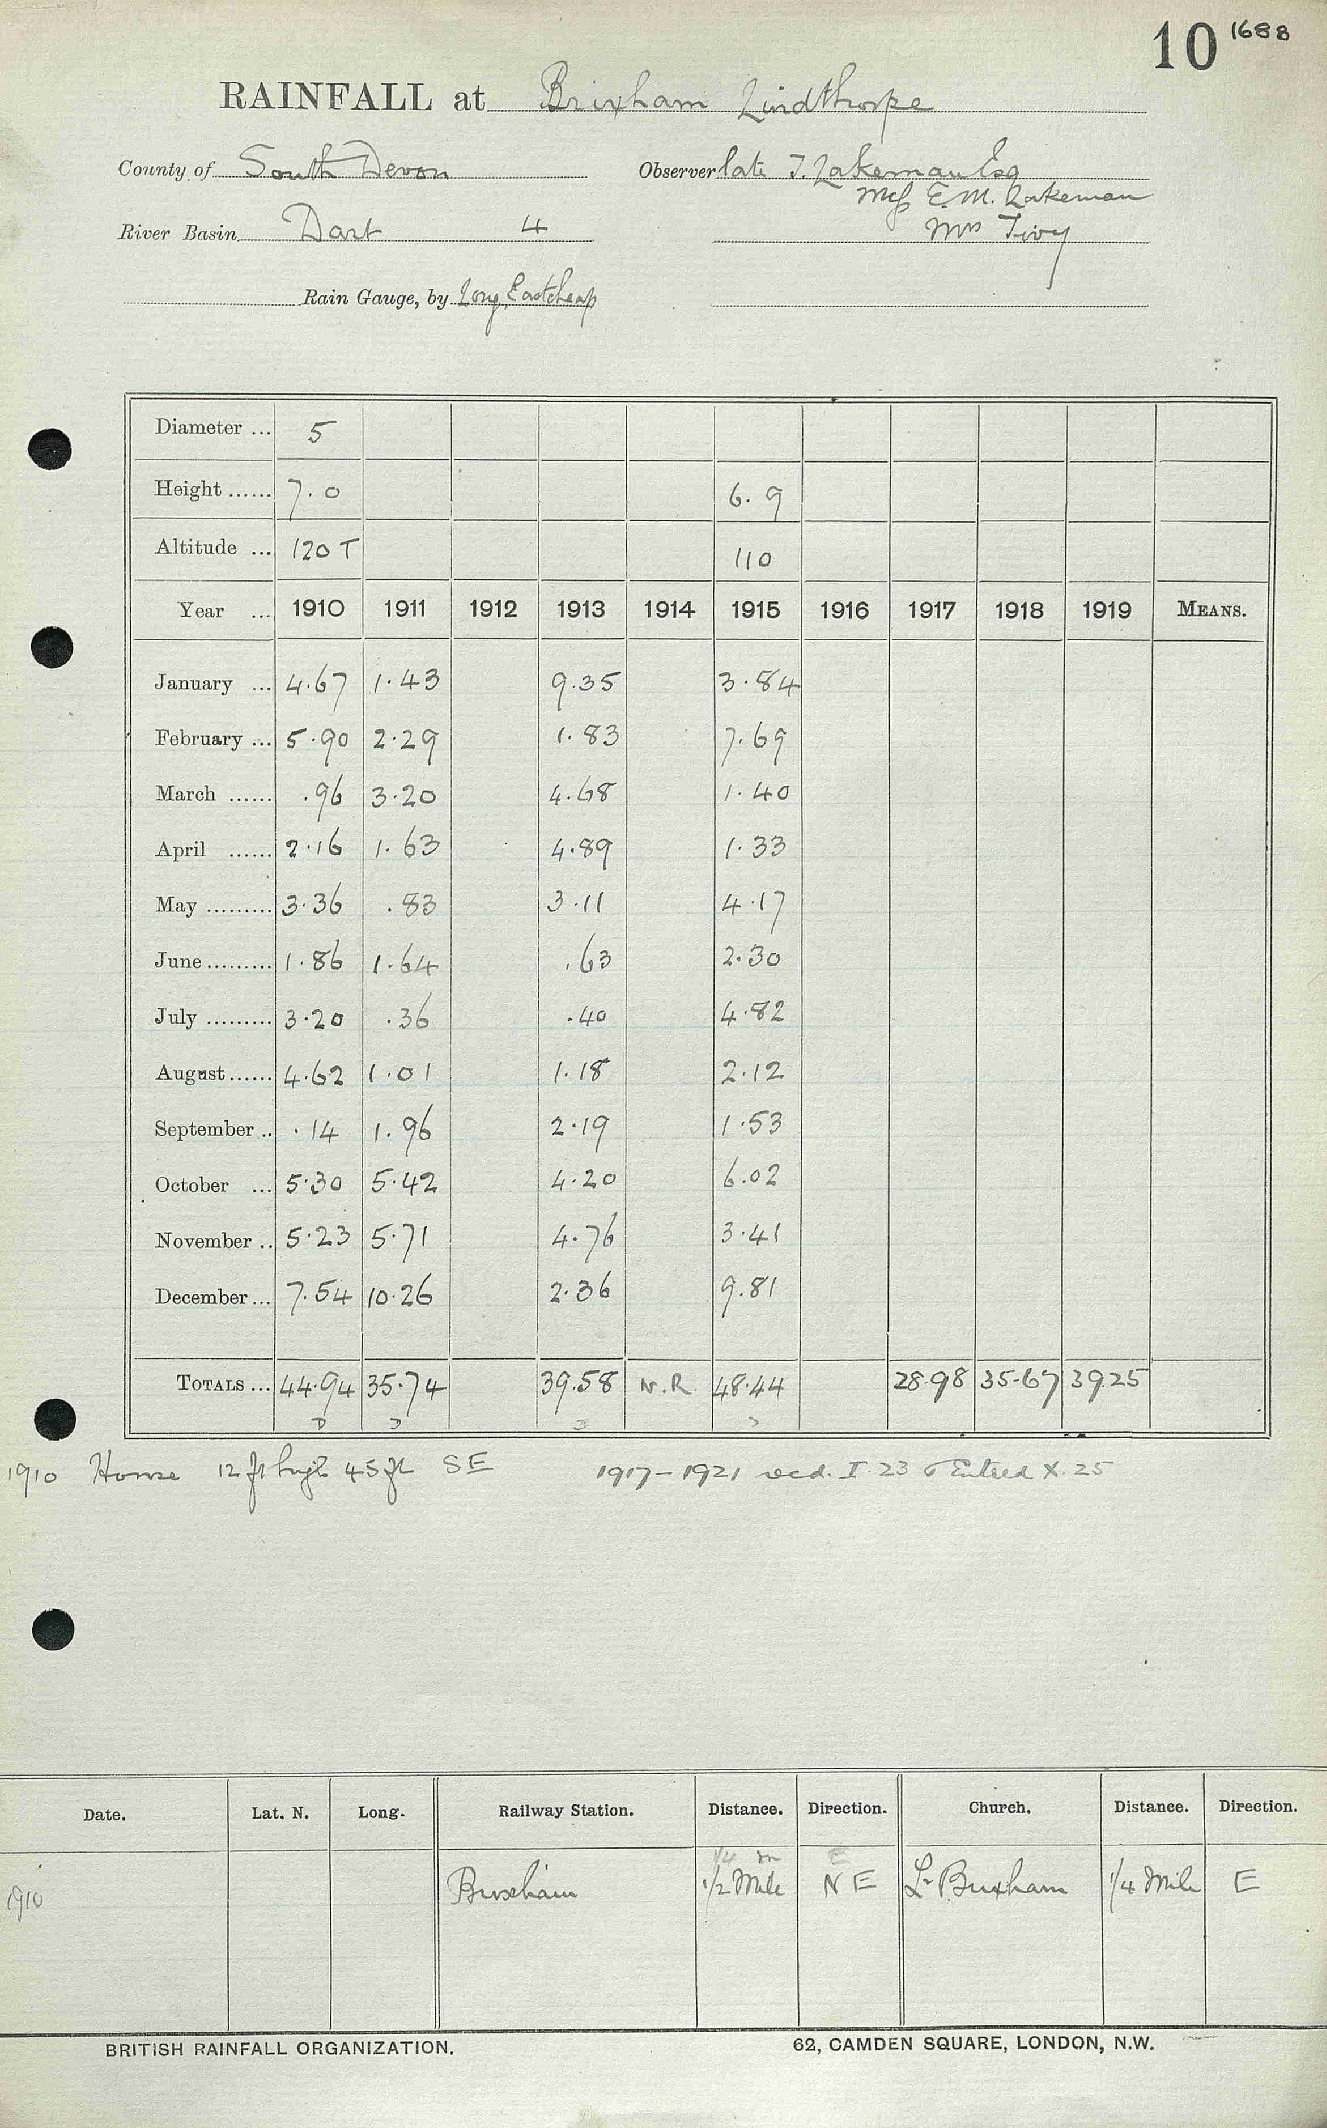 10 1688
RAINFALL at Brixham Lindthorpe
County of South Devon Observer late J. Lakeman Esq
Miss E. M. Lakeman
River Basin Dart 4 Mrs Tivy
Rain Gauge, by Long, Eastcheap
Diameter ... 5
Height ...... 7.0 6.9
Altitude ... 120 T 110
Year ... 1910 1911 1912 1913 1914 1915 1916 1917 1918 1919 MEANS.
January ... 4.67 1.43 9.35 3.84
February ... 5.90 2.29 1.83 7.69
March ...... .96 3.20 4.68 1.40
April ...... 2.16 1.63 4.89 1.33
May ......... 3.36 .83 3.11 4.17
June ......... 1.86 1.64 .63 2.30
July ......... 3.20 .36 .40 4.82
August ...... 4.62 1.01 1.18 2.12
September .. .14 1.96 2.19 1.53
October ... 5.30 5.42 4.20 6.02
November .. 5.23 5.71 4.76 3.41
December ... 7.54 10.26 2.36 9.81
TOTALS ... 44.94 35.74 39.58 N.R. 48.44 28.98 35.67 39.25
1910 House 12 ft high 45 ft SE 1917-1921 recd. I.23 Entered X.25
Date. Lat. N. Long. Railway Station. Distance. Direction. Church. Distance. Direction.
1/4 m E
1910 Brixham 1/2 Mile NE Lr Brixham 1/4 Mile E
BRITISH RAINFALL ORGANIZATION. 62, CAMDEN SQUARE, LONDON, N.W.